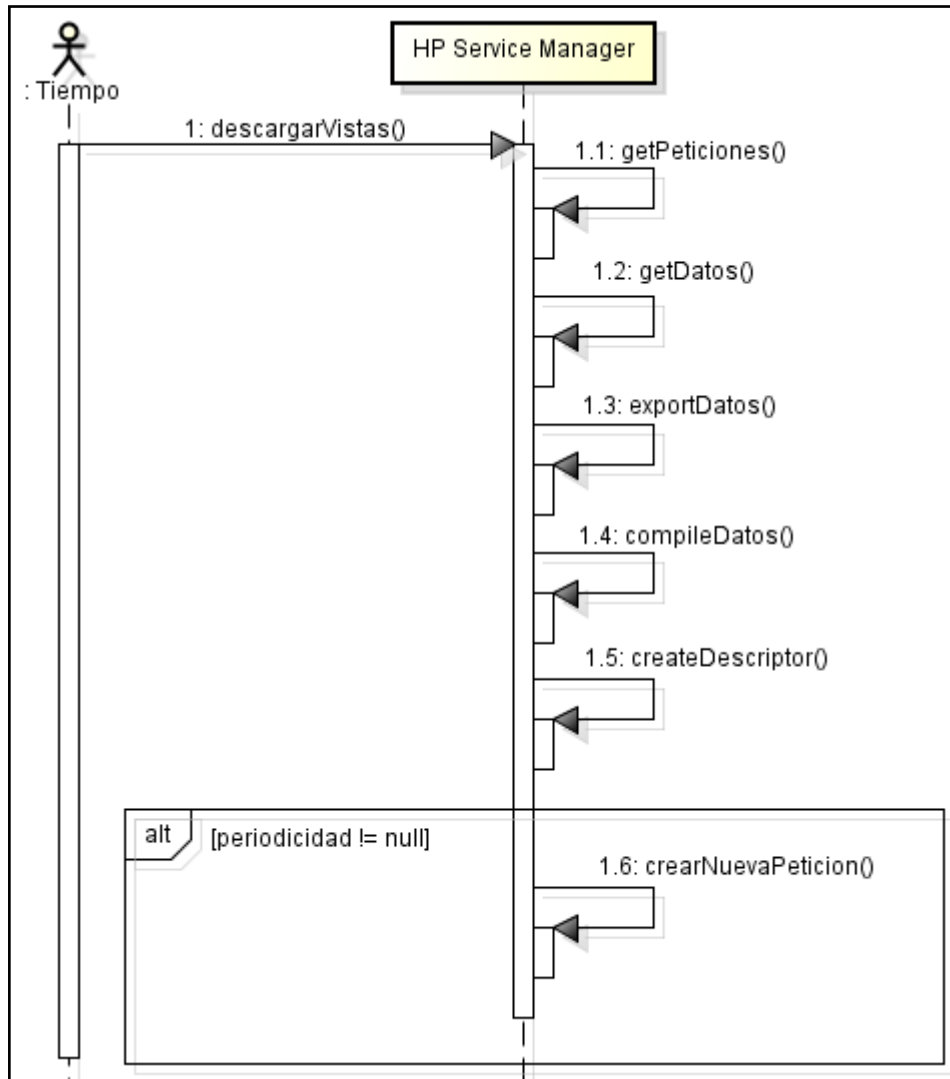 HP Service Manager
: Tiempo
1: descargarVistas()
1.1: getPeticiones()
1.2: getDatos()
1.3: exportDatos()
1.4: compileDatos()
1.5: createDescriptor()
alt
[periodicidad != null]
1.6: crearNuevaPeticion()